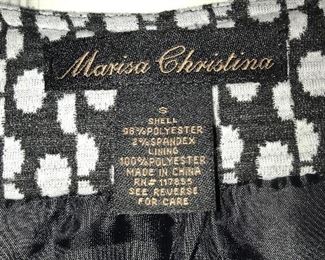 Marisa Christina
S
SHELL
98%POLYESTER
2%SPANDEX
LINING
100%POLYESTER
MADE IN CHINA
RN#117855
SEE REVERSE
FOR CARE